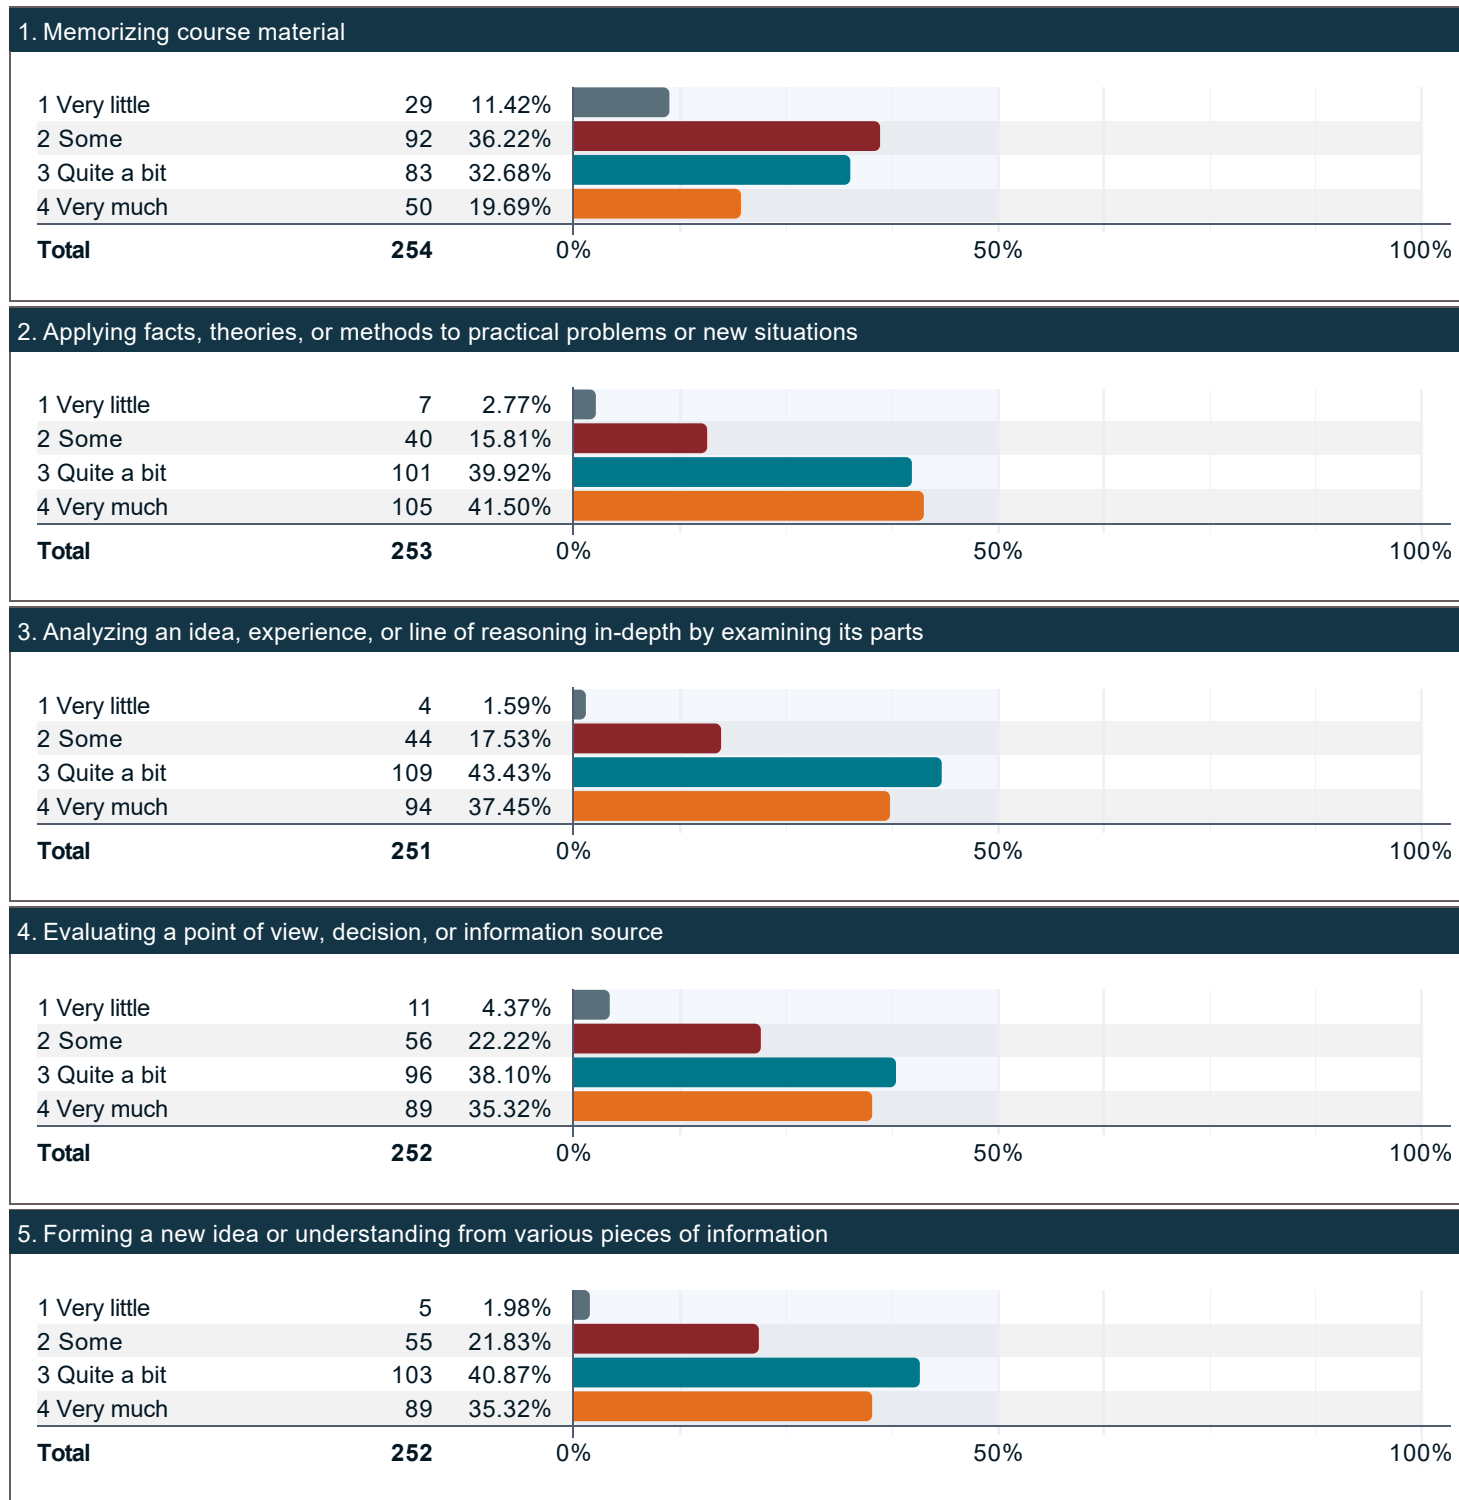 1. Memorizing course material
1 Very little 29 11.42%
2 Some 92 36.22%
3 Quite a bit 83 32.68%
4 Very much 50 19.69%
Total 254 0% 50% 100%
2. Applying facts, theories, or methods to practical problems or new situations
1 Very little 7 2.77%
2 Some 40 15.81%
3 Quite a bit 101 39.92%
4 Very much 105 41.50%
Total 253 0% 50% 100%
3. Analyzing an idea, experience, or line of reasoning in-depth by examining its parts
1 Very little 4 1.59%
2 Some 44 17.53%
3 Quite a bit 109 43.43%
4 Very much 94 37.45%
Total 251 0% 50% 100%
4. Evaluating a point of view, decision, or information source
1 Very little 11 4.37%
2 Some 56 22.22%
3 Quite a bit 96 38.10%
4 Very much 89 35.32%
Total 252 0% 50% 100%
5. Forming a new idea or understanding from various pieces of information
1 Very little 5 1.98%
2 Some 55 21.83%
3 Quite a bit 103 40.87%
4 Very much 89 35.32%
Total 252 0% 50% 100%